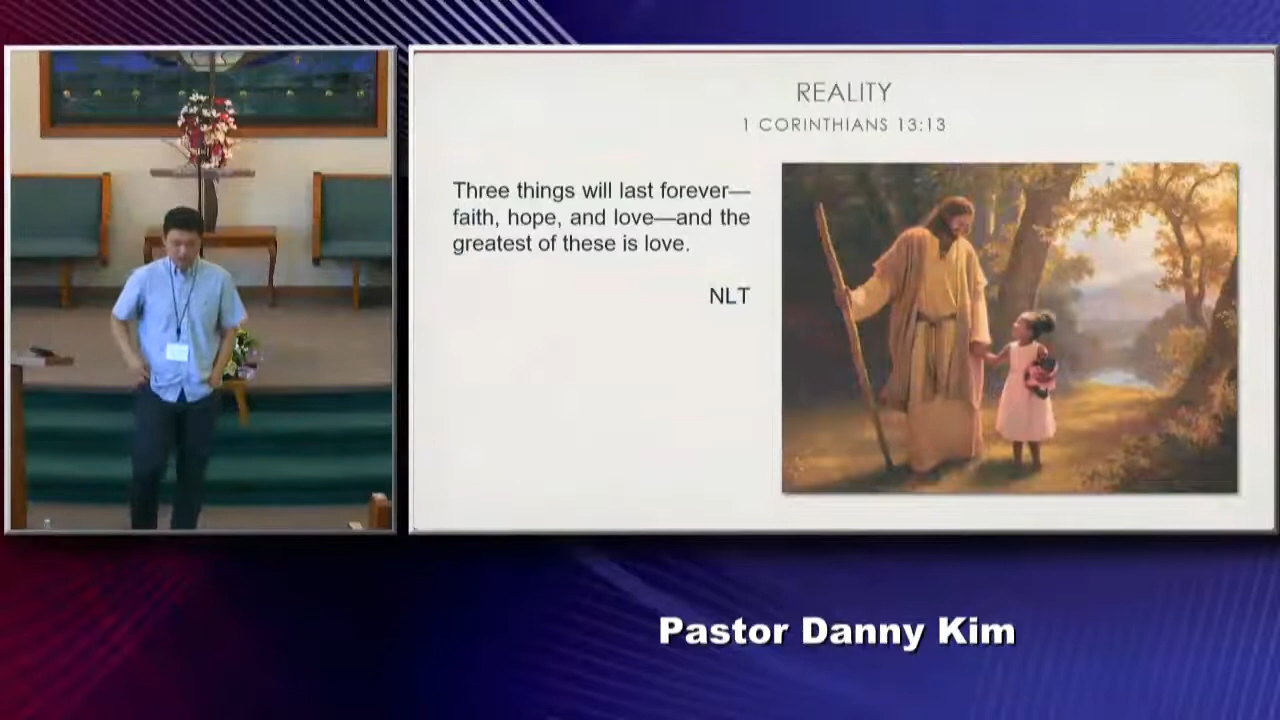 REALITY
1 CORINTHIANS 13:13
Three things will last forever—
faith, hope, and love—and the
greatest of these is love.
NLT
Pastor Danny Kim